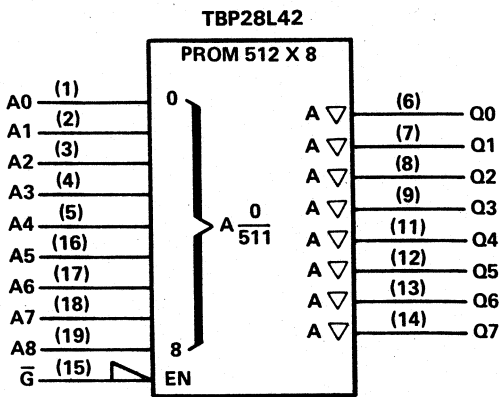 TBP28L42
PROM 512 X 8
A0 (1) 0
A1 (2)
A2 (3)
A3 (4)
A4 (5)
A5 (16)
A6 (17)
A7 (18)
A8 (19) 8
G̅ (15) EN
A 0/511
A ▽ (6) Q0
A ▽ (7) Q1
A ▽ (8) Q2
A ▽ (9) Q3
A ▽ (11) Q4
A ▽ (12) Q5
A ▽ (13) Q6
A ▽ (14) Q7